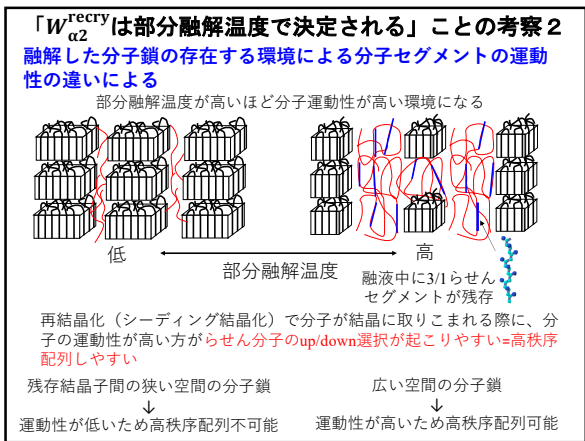 「W_α2^recryは部分融解温度で決定される」ことの考察２
融解した分子鎖の存在する環境による分子セグメントの運動
性の違いによる
部分融解温度が高いほど分子運動性が高い環境になる
低
高
部分融解温度
融液中に3/1らせん
セグメントが残存
再結晶化（シーディング結晶化）で分子が結晶に取りこまれる際に、分
子の運動性が高い方がらせん分子のup/down選択が起こりやすい=高秩序
配列しやすい
残存結晶子間の狭い空間の分子鎖
↓
運動性が低いため高秩序配列不可能
広い空間の分子鎖
↓
運動性が高いため高秩序配列可能